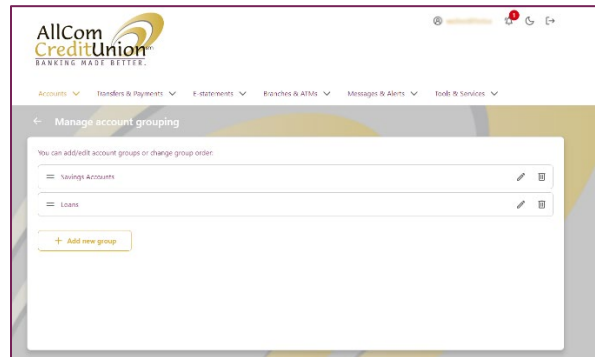 AllCom
CreditUnion
BANKING MADE BETTER.
1
Accounts Transfers & Payments E-statements Branches & ATMs Messages & Alerts Tools & Services
Manage account grouping
You can add/edit account groups or change group order:
Savings Accounts
Loans
+ Add new group